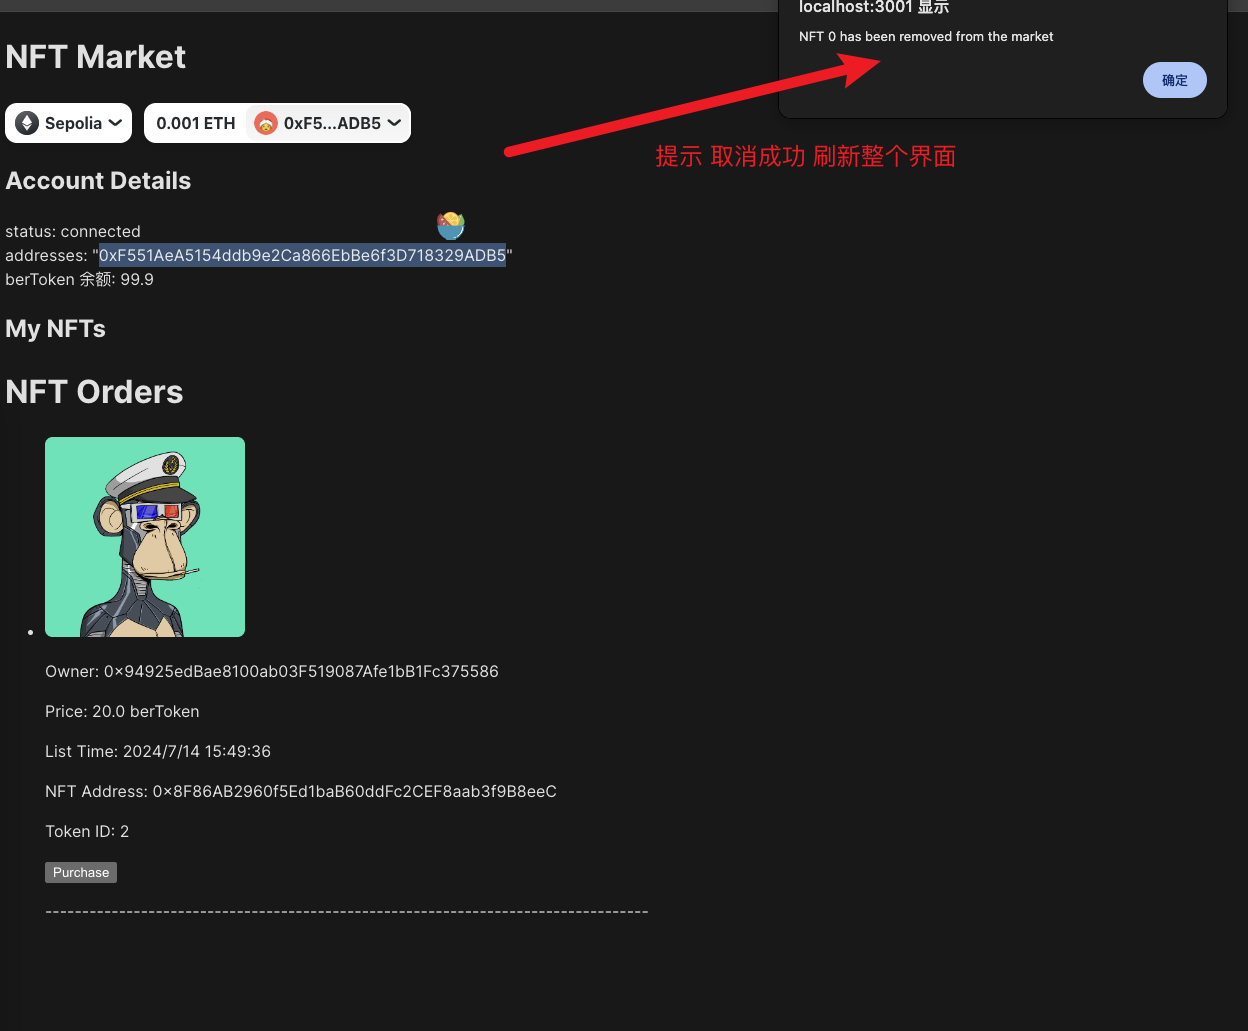 localhost:3001 显示
NFT 0 has been removed from the market
确定
NFT Market
Sepolia
0.001 ETH
0xF5...ADB5
提示 取消成功 刷新整个界面
Account Details
status: connected
addresses: "0xF551AeA5154ddb9e2Ca866EbBe6f3D718329ADB5"
berToken 余额: 99.9
My NFTs
NFT Orders
Owner: 0x94925edBae8100ab03F519087Afe1bB1Fc375586
Price: 20.0 berToken
List Time: 2024/7/14 15:49:36
NFT Address: 0x8F86AB2960f5Ed1baB60ddFc2CEF8aab3f9B8eeC
Token ID: 2
Purchase
----------------------------------------------------------------------------------